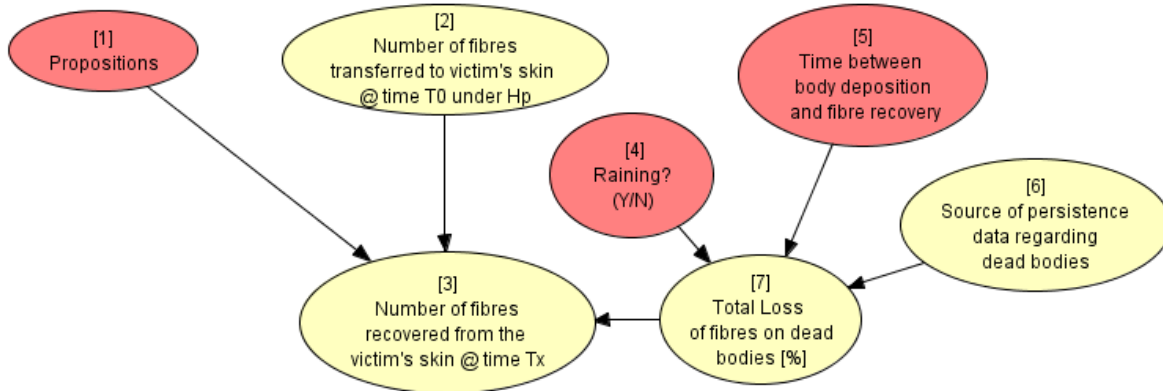 [1]
Propositions
[2]
Number of fibres
transferred to victim's skin
@ time T0 under Hp
[5]
Time between
body deposition
and fibre recovery
[4]
Raining?
(Y/N)
[6]
Source of persistence
data regarding
dead bodies
[3]
Number of fibres
recovered from the
victim's skin @ time Tx
[7]
Total Loss
of fibres on dead
bodies [%]